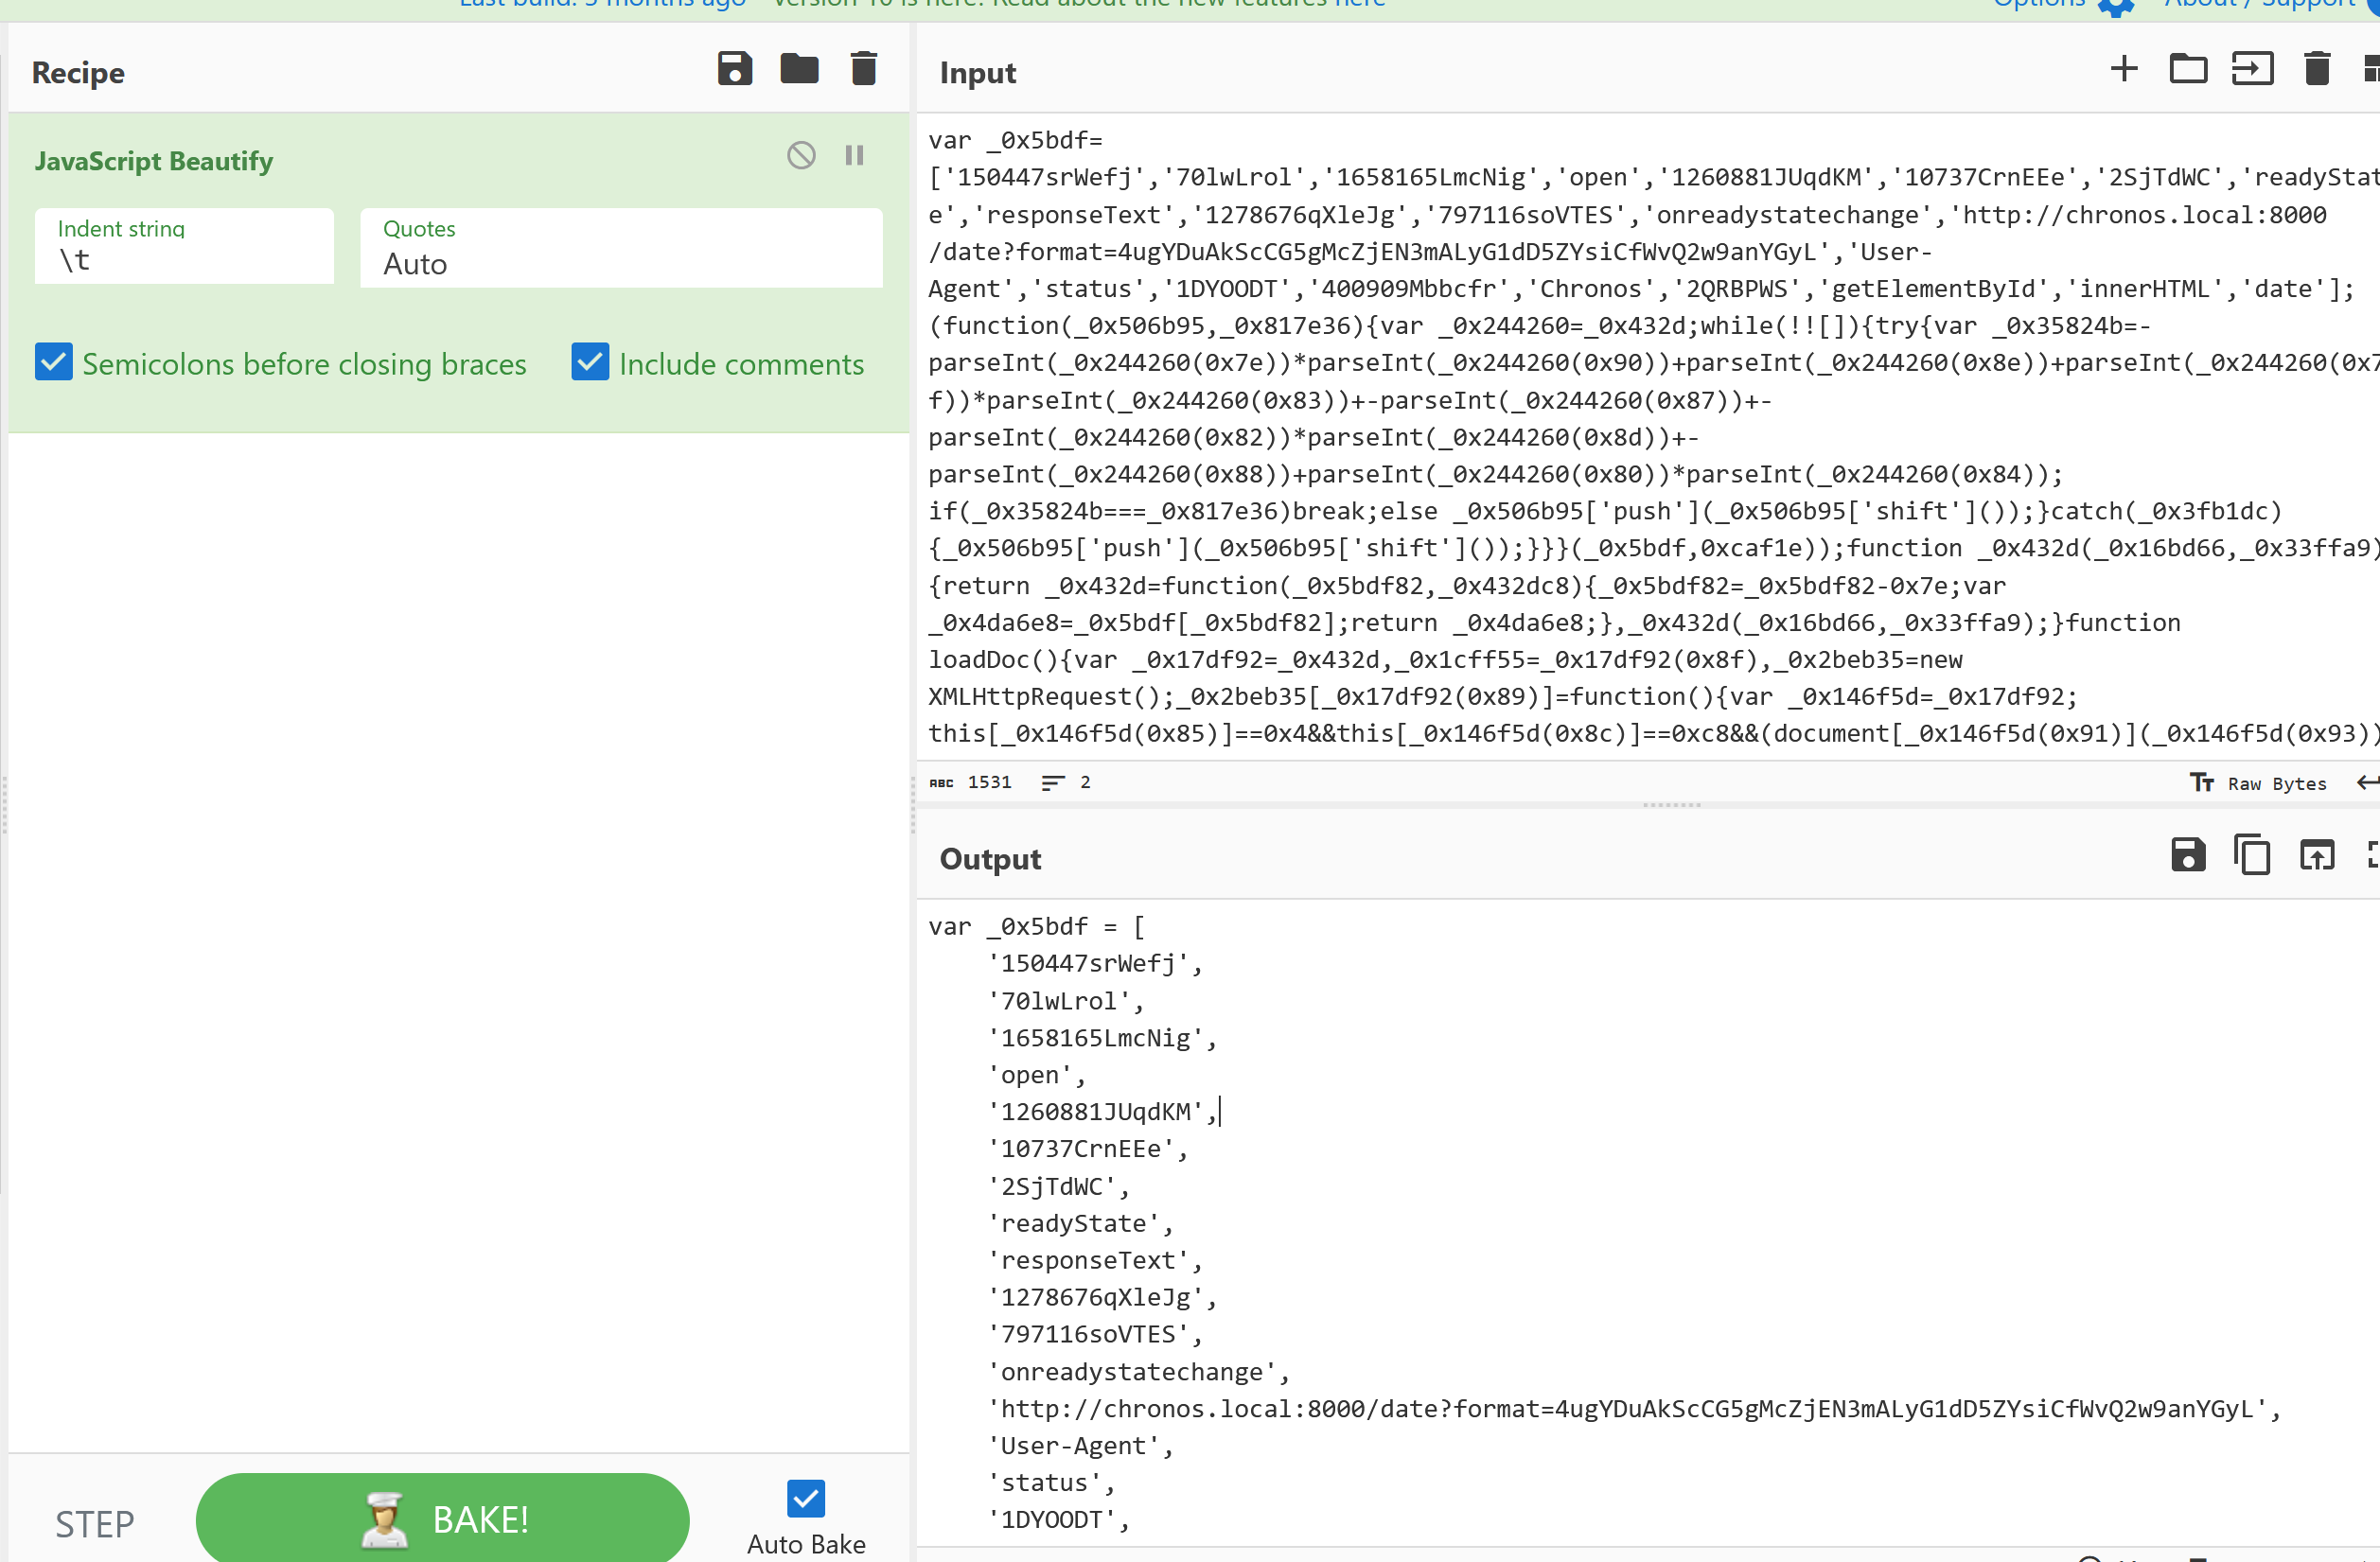 Last build: 3 months ago Version 10 is here! Read about the new features here
Options About / Support
Recipe
JavaScript Beautify
Indent string
\t
Quotes
Auto
Semicolons before closing braces Include comments
STEP
BAKE!
Auto Bake
Input
var _0x5bdf=
['150447srWefj','70lwLrol','1658165LmcNig','open','1260881JUqdKM','10737CrnEEe','2SjTdWC','readyStat
e','responseText','1278676qXleJg','797116soVTES','onreadystatechange','http://chronos.local:8000
/date?format=4ugYDuAkScCG5gMcZjEN3mALyG1dD5ZYsiCfWvQ2w9anYGyL','User-
Agent','status','1DYOODT','400909Mbbcfr','Chronos','2QRBPWS','getElementById','innerHTML','date'];
(function(_0x506b95,_0x817e36){var _0x244260=_0x432d;while(!![]){try{var _0x35824b=-
parseInt(_0x244260(0x7e))*parseInt(_0x244260(0x90))+parseInt(_0x244260(0x8e))+parseInt(_0x244260(0x7
f))*parseInt(_0x244260(0x83))+-parseInt(_0x244260(0x87))+-
parseInt(_0x244260(0x82))*parseInt(_0x244260(0x8d))+-
parseInt(_0x244260(0x88))+parseInt(_0x244260(0x80))*parseInt(_0x244260(0x84));
if(_0x35824b===_0x817e36)break;else _0x506b95['push'](_0x506b95['shift']());}catch(_0x3fb1dc)
{_0x506b95['push'](_0x506b95['shift']());}}}(_0x5bdf,0xcaf1e));function _0x432d(_0x16bd66,_0x33ffa9)
{return _0x432d=function(_0x5bdf82,_0x432dc8){_0x5bdf82=_0x5bdf82-0x7e;var
_0x4da6e8=_0x5bdf[_0x5bdf82];return _0x4da6e8;},_0x432d(_0x16bd66,_0x33ffa9);}function
loadDoc(){var _0x17df92=_0x432d,_0x1cff55=_0x17df92(0x8f),_0x2beb35=new
XMLHttpRequest();_0x2beb35[_0x17df92(0x89)]=function(){var _0x146f5d=_0x17df92;
this[_0x146f5d(0x85)]==0x4&&this[_0x146f5d(0x8c)]==0xc8&&(document[_0x146f5d(0x91)](_0x146f5d(0x93))
ABC 1531 2
Tт Raw Bytes
Output
var _0x5bdf = [
'150447srWefj',
'70lwLrol',
'1658165LmcNig',
'open',
'1260881JUqdKM',
'10737CrnEEe',
'2SjTdWC',
'readyState',
'responseText',
'1278676qXleJg',
'797116soVTES',
'onreadystatechange',
'http://chronos.local:8000/date?format=4ugYDuAkScCG5gMcZjEN3mALyG1dD5ZYsiCfWvQ2w9anYGyL',
'User-Agent',
'status',
'1DYOODT',